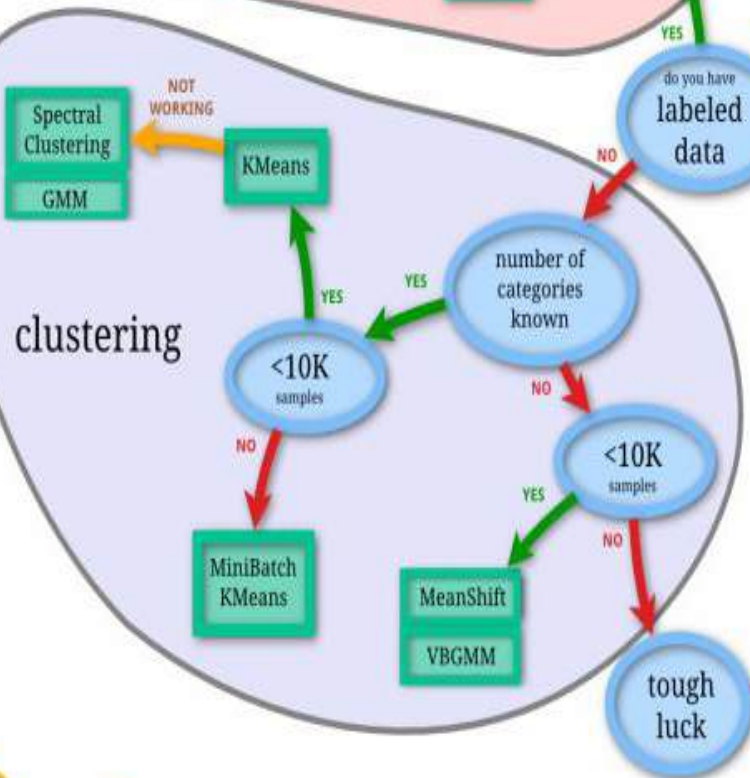 YES
do you have
labeled
data
NO
NOT
WORKING
Spectral
Clustering
GMM
KMeans
number of
categories
known
YES
YES
clustering
<10K
samples
NO
NO
<10K
samples
YES
NO
MiniBatch
KMeans
MeanShift
VBGMM
tough
luck